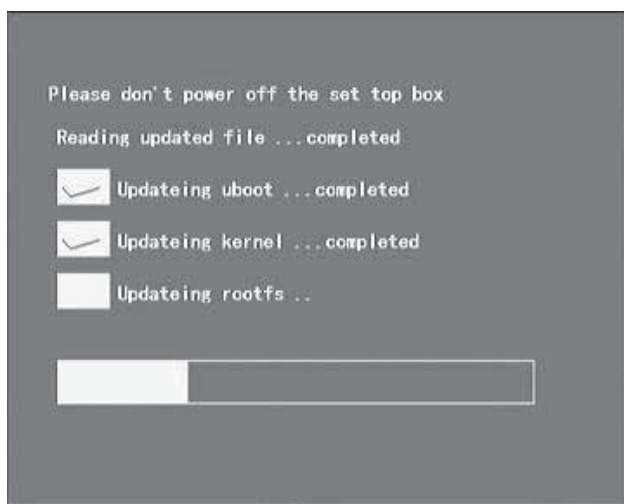 Please don't power off the set top box
Reading updated file ...completed
Updateing uboot ...completed
Updateing kernel ...completed
Updateing rootfs ..